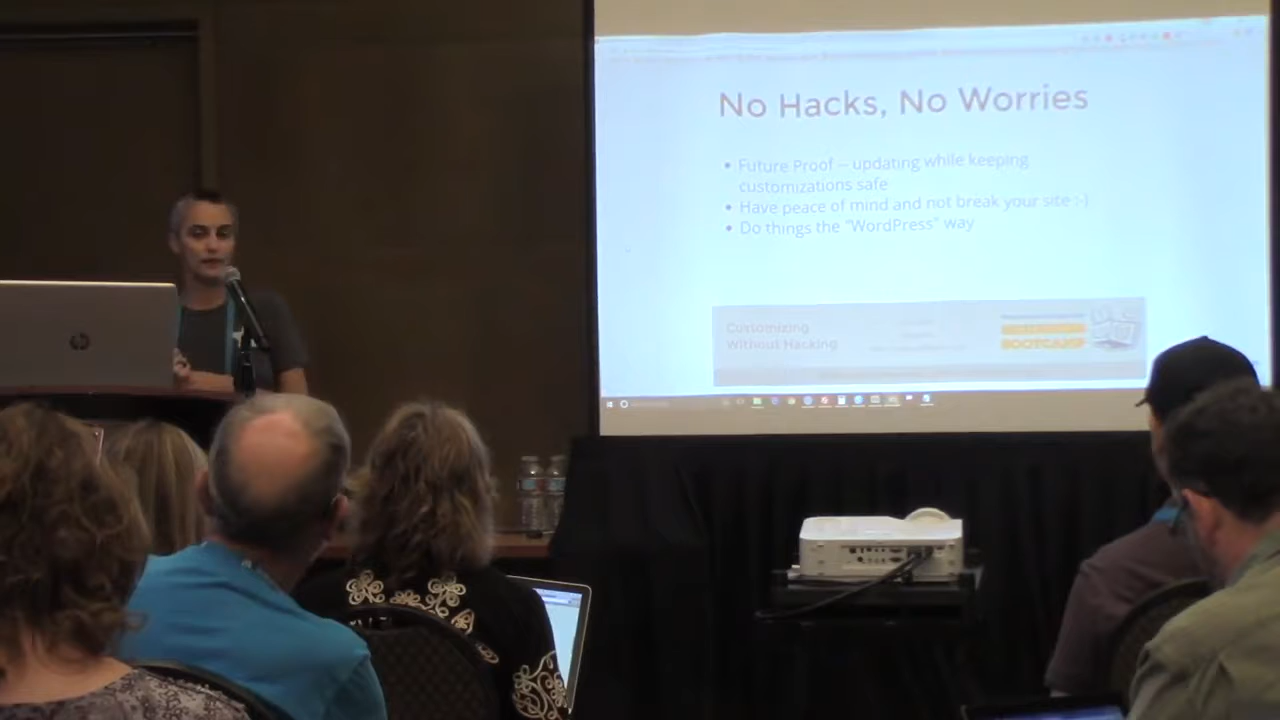 No Hacks, No Worries
• Future Proof – updating while keeping
customizations safe
• Have peace of mind and not break your site :-)
• Do things the "WordPress" way
Customizing
Without Hacking
BOOTCAMP
hp